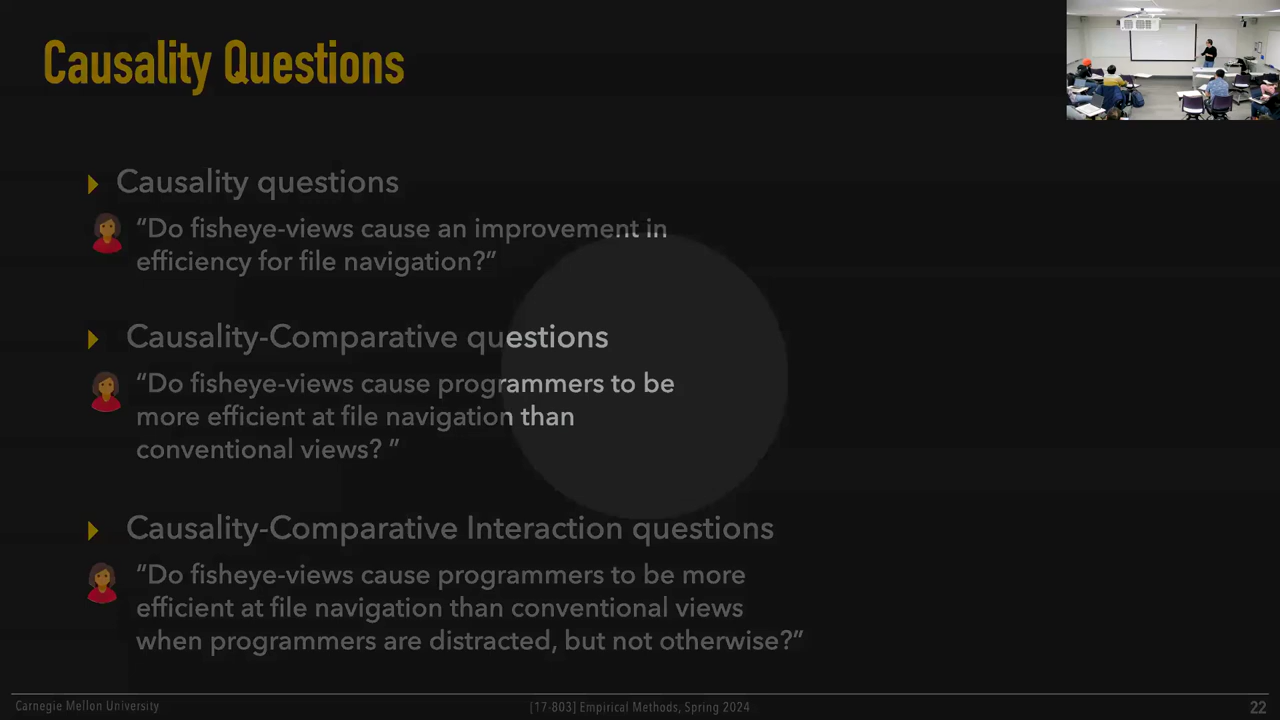 Causality Questions
Causality questions
“Do fisheye-views cause an improvement in
efficiency for file navigation?”
Causality-Comparative questions
“Do fisheye-views cause programmers to be
more efficient at file navigation than
conventional views? ”
Causality-Comparative Interaction questions
“Do fisheye-views cause programmers to be more
efficient at file navigation than conventional views
when programmers are distracted, but not otherwise?”
Carnegie Mellon University
[17-803] Empirical Methods, Spring 2024
22